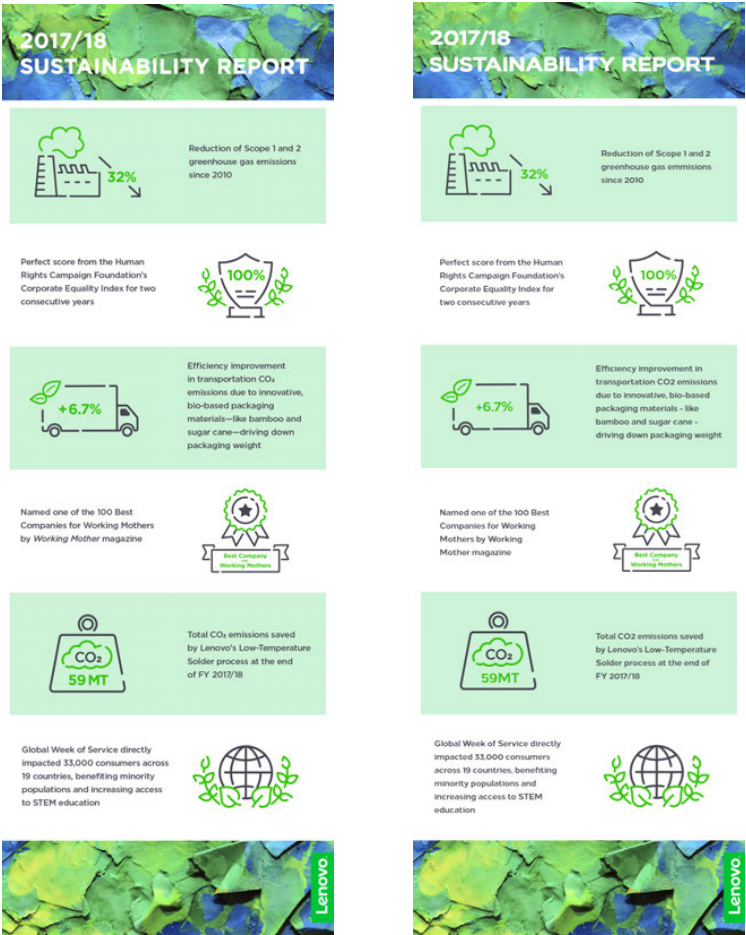 2017/18
SUSTAINABILITY REPORT
32%
Reduction of Scope 1 and 2
greenhouse gas emissions
since 2010
Perfect score from the Human
Rights Campaign Foundation's
Corporate Equality Index for two
consecutive years
100%
+6.7%
Efficiency improvement
in transportation CO₂
emissions due to innovative,
bio-based packaging
materials—like bamboo and
sugar cane—driving down
packaging weight
Named one of the 100 Best
Companies for Working Mothers
by Working Mother magazine
Best Company
Working Mothers
CO₂
59 MT
Total CO₂ emissions saved
by Lenovo's Low-Temperature
Solder process at the end
of FY 2017/18
Global Week of Service directly
impacted 33,000 consumers across
19 countries, benefiting minority
populations and increasing access
to STEM education
Lenovo
2017/18
SUSTAINABILITY REPORT
32%
Reduction of Scope 1 and 2
greenhouse gas emmisions
since 2010
Perfect score from the Human
Rights Campaign Foundation's
Corporate Equality Index for
two consecutive years
100%
+6.7%
Efficiency improvement in
transportation CO2 emissions
due to innovative, bio-based
packaging materials - like
bamboo and sugar cane -
driving down packaging weight
Named one of the 100 Best
Companies for Working
Mothers by Working
Mother magazine
Best Company
Working Mothers
CO₂
59MT
Total CO2 emissions saved
by Lenovo's Low-Temperature
Solder process at the end of
FY 2017/18
Global Week of Service directly
impacted 33,000 consumers
across 19 countries, benefiting
minority populations and
increasing access to STEM
education
Lenovo